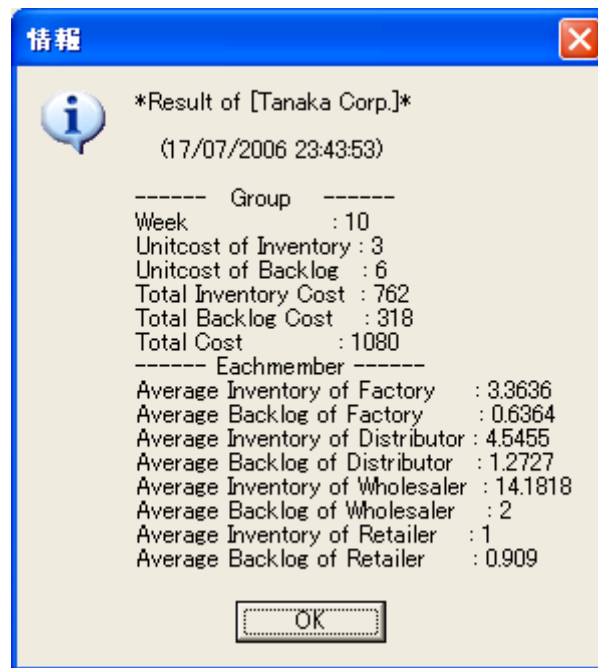 情報
*Result of [Tanaka Corp.]*
(17/07/2006 23:43:53)
------ Group ------
Week : 10
Unitcost of Inventory : 3
Unitcost of Backlog : 6
Total Inventory Cost : 762
Total Backlog Cost : 318
Total Cost : 1080
------ Eachmember ------
Average Inventory of Factory : 3.3636
Average Backlog of Factory : 0.6364
Average Inventory of Distributor : 4.5455
Average Backlog of Distributor : 1.2727
Average Inventory of Wholesaler : 14.1818
Average Backlog of Wholesaler : 2
Average Inventory of Retailer : 1
Average Backlog of Retailer : 0.909
OK